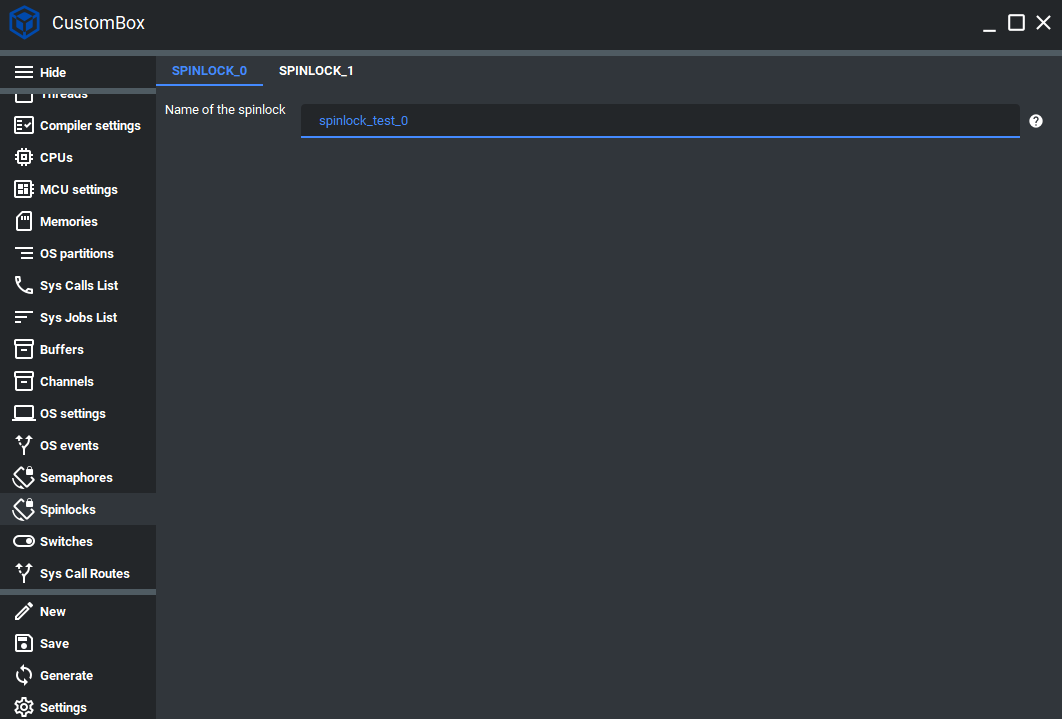 CustomBox
Hide
SPINLOCK_0
SPINLOCK_1
Threads
Name of the spinlock
spinlock_test_0
Compiler settings
CPUs
MCU settings
Memories
OS partitions
Sys Calls List
Sys Jobs List
Buffers
Channels
OS settings
OS events
Semaphores
Spinlocks
Switches
Sys Call Routes
New
Save
Generate
Settings